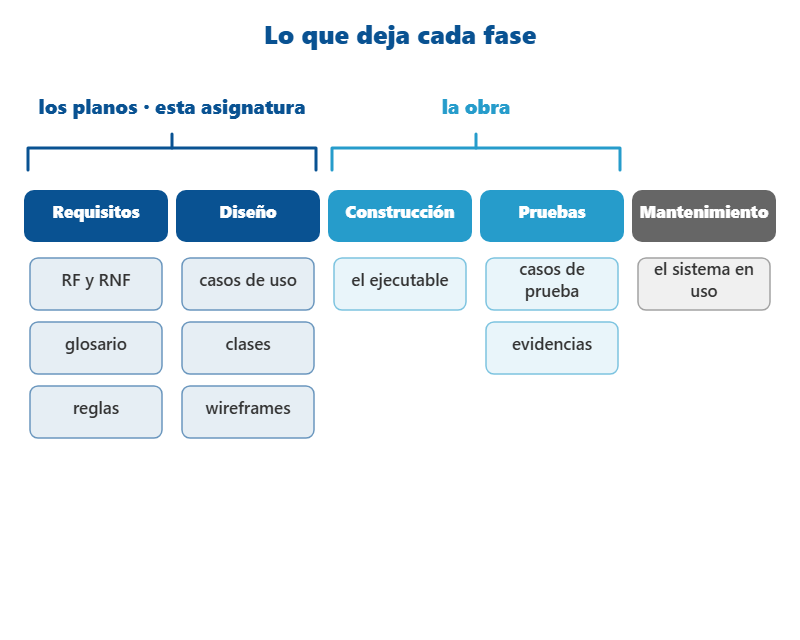 Lo que deja cada fase
los planos · esta asignatura
la obra
Requisitos
Diseño
Construcción
Pruebas
Mantenimiento
RF y RNF
casos de uso
el ejecutable
casos de
prueba
el sistema en
uso
glosario
clases
evidencias
reglas
wireframes